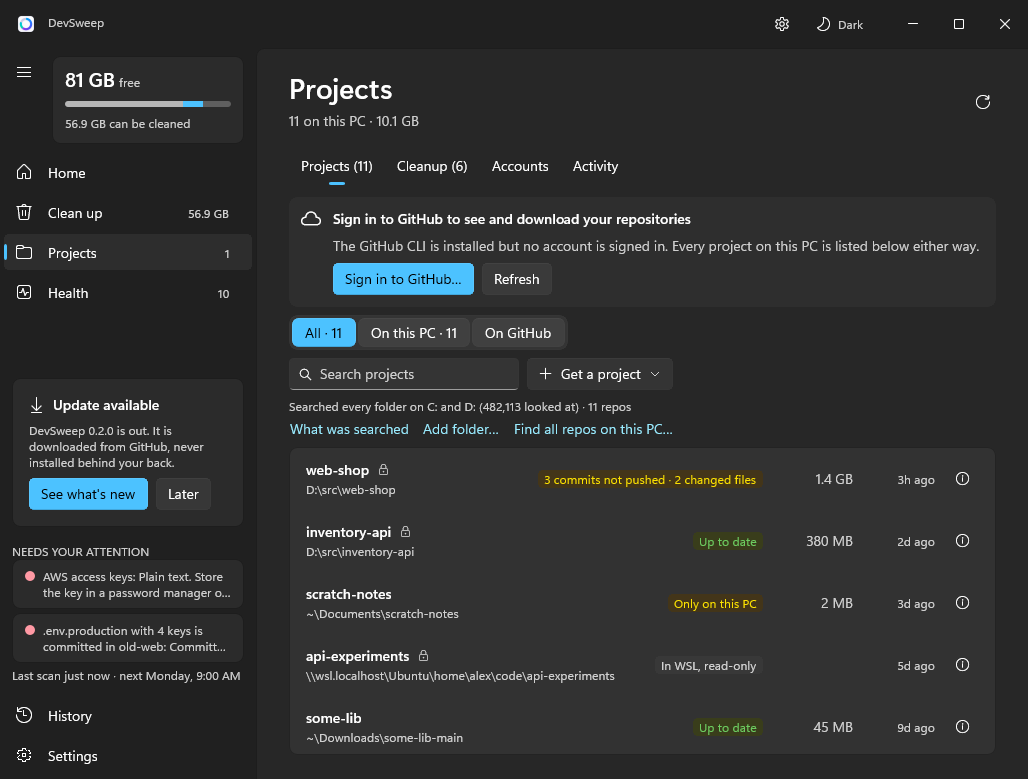 DevSweep
Dark
81 GB free
56.9 GB can be cleaned
Home
Clean up 56.9 GB
Projects 1
Health 10
Update available
DevSweep 0.2.0 is out. It is
downloaded from GitHub, never
installed behind your back.
See what's new
Later
NEEDS YOUR ATTENTION
AWS access keys: Plain text. Store
the key in a password manager o...
.env.production with 4 keys is
committed in old-web: Committ...
Last scan just now · next Monday, 9:00 AM
History
Settings
Projects
11 on this PC · 10.1 GB
Projects (11) Cleanup (6) Accounts Activity
Sign in to GitHub to see and download your repositories
The GitHub CLI is installed but no account is signed in. Every project on this PC is listed below either way.
Sign in to GitHub... Refresh
All · 11 On this PC · 11 On GitHub
Search projects Get a project
Searched every folder on C: and D: (482,113 looked at) · 11 repos
What was searched Add folder... Find all repos on this PC...
web-shop 3 commits not pushed · 2 changed files 1.4 GB 3h ago
D:\src\web-shop
inventory-api Up to date 380 MB 2d ago
D:\src\inventory-api
scratch-notes Only on this PC 2 MB 3d ago
~\Documents\scratch-notes
api-experiments In WSL, read-only 5d ago
\\wsl.localhost\Ubuntu\home\alex\code\api-experiments
some-lib Up to date 45 MB 9d ago
~\Downloads\some-lib-main